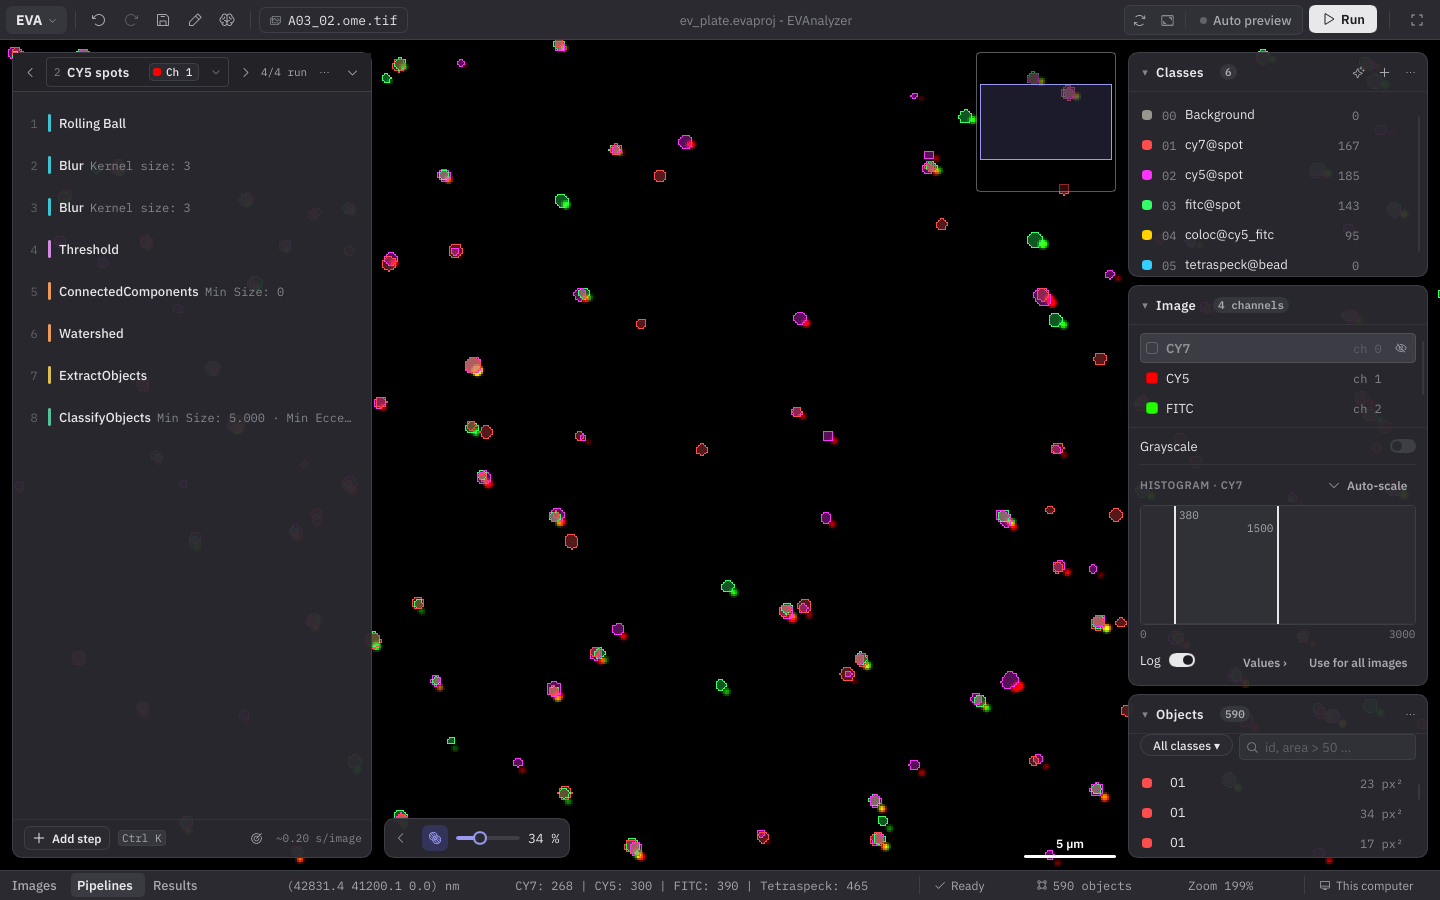 EVA
A03_02.ome.tif
ev_plate.evaproj - EVAnalyzer
Auto preview
Run
2 CY5 spots
Ch 1
4/4 run
1 Rolling Ball
2 Blur Kernel size: 3
3 Blur Kernel size: 3
4 Threshold
5 ConnectedComponents Min Size: 0
6 Watershed
7 ExtractObjects
8 ClassifyObjects Min Size: 5.000 · Min Ecce…
Add step
Ctrl K
~0.20 s/image
34 %
5 µm
Classes 6
00 Background 0
01 cy7@spot 167
02 cy5@spot 185
03 fitc@spot 143
04 coloc@cy5_fitc 95
05 tetraspeck@bead 0
Image 4 channels
CY7 ch 0
CY5 ch 1
FITC ch 2
Grayscale
HISTOGRAM · CY7
Auto-scale
380
1500
0 3000
Log
Values ›
Use for all images
Objects 590
All classes ▾
id, area > 50 ...
01 23 px²
01 34 px²
01 17 px²
Images
Pipelines
Results
(42831.4 41200.1 0.0) nm
CY7: 268 | CY5: 300 | FITC: 390 | Tetraspeck: 465
Ready
590 objects
Zoom 199%
This computer